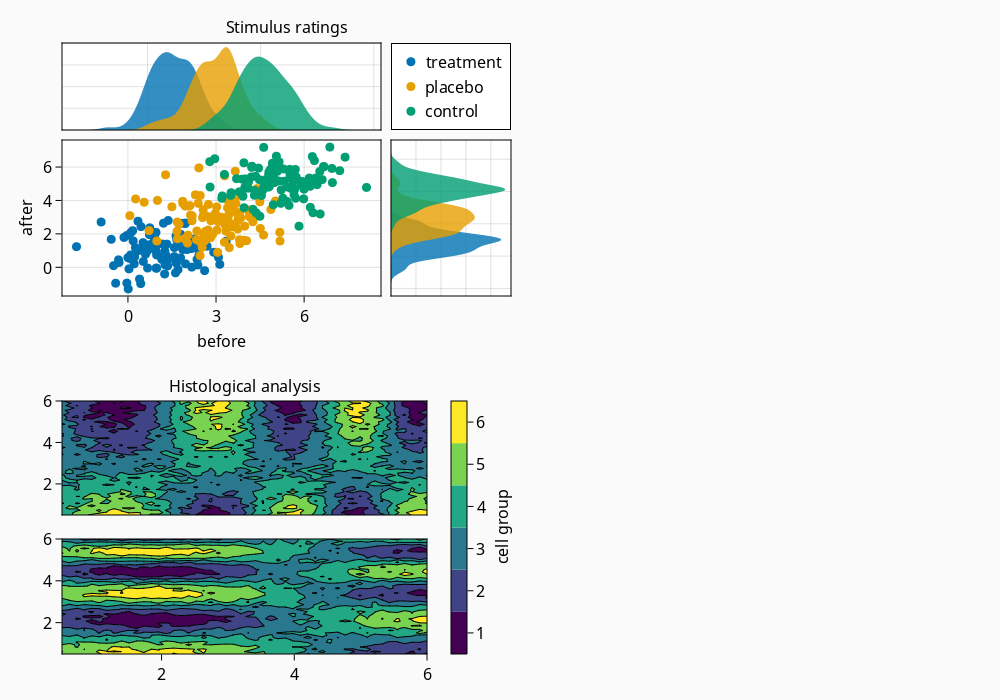 Stimulus ratings
treatment
placebo
control
after
6
4
2
0
0 3 6
before
Histological analysis
6
4
2
6
4
2
2 4 6
6
5
4
3
2
1
cell group